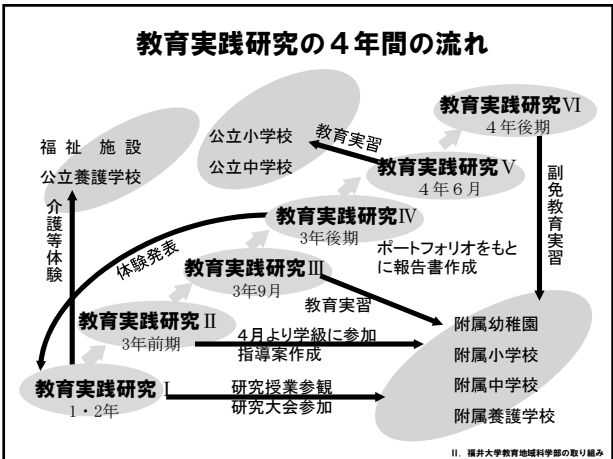 教育実践研究の４年間の流れ
教育実践研究Ⅵ
４年後期
公立小学校
公立中学校
教育実習
福祉施設
公立養護学校
教育実践研究Ⅴ
４年６月
副免教育実習
介護等体験
体験発表
教育実践研究Ⅳ
3年後期
ポートフォリオをもと
に報告書作成
教育実践研究Ⅲ
3年9月
教育実習
教育実践研究Ⅱ
3年前期
４月より学級に参加
指導案作成
附属幼稚園
附属小学校
附属中学校
附属養護学校
教育実践研究Ⅰ
1・2年
研究授業参観
研究大会参加
II. 福井大学教育地域科学部の取り組み